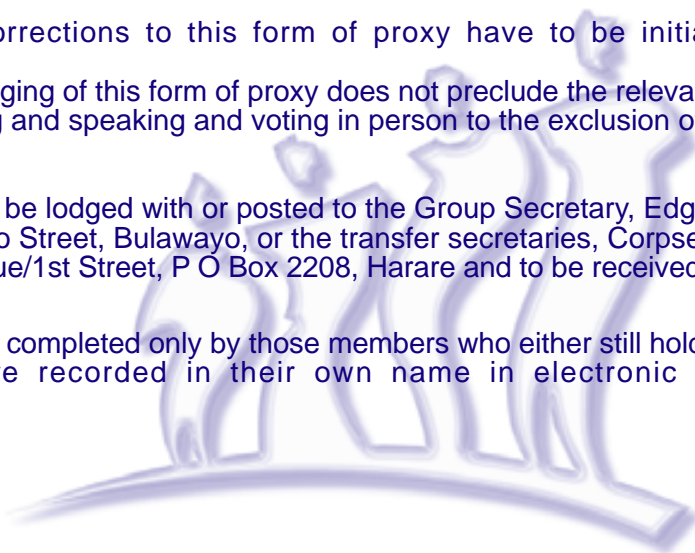 orrections to this form of proxy have to be initia
ging of this form of proxy does not preclude the releva
and speaking and voting in person to the exclusion o
be lodged with or posted to the Group Secretary, Edg
o Street, Bulawayo, or the transfer secretaries, Corpse
ue/1st Street, P O Box 2208, Harare and to be received
completed only by those members who either still hold
e recorded in their own name in electronic